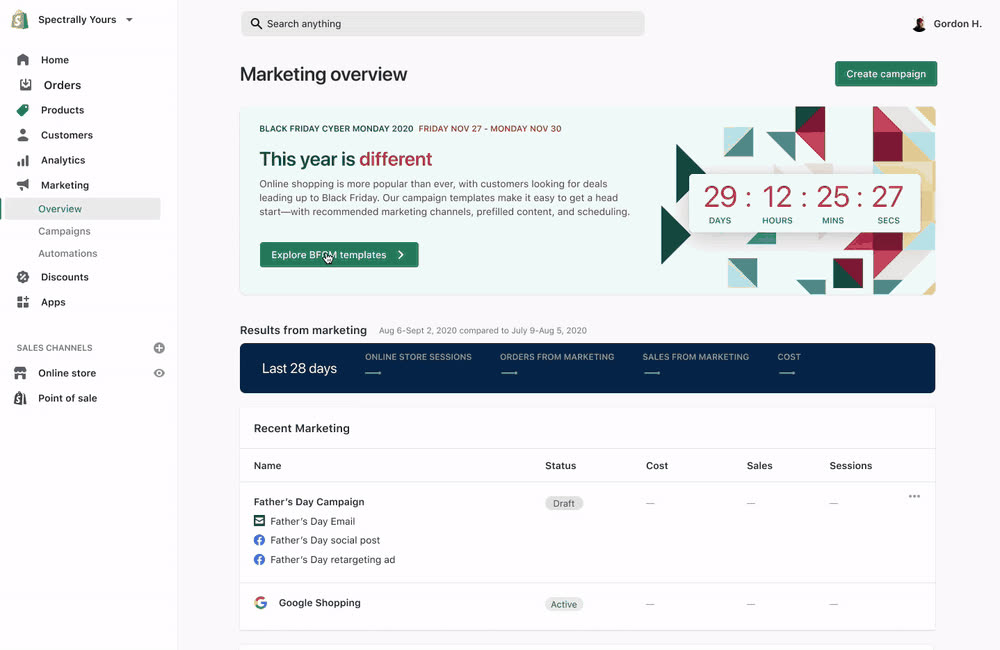 Spectrally Yours
Search anything
Gordon H.
Home
Orders
Products
Customers
Analytics
Marketing
Overview
Campaigns
Automations
Discounts
Apps
SALES CHANNELS
Online store
Point of sale
Marketing overview
Create campaign
BLACK FRIDAY CYBER MONDAY 2020 FRIDAY NOV 27 - MONDAY NOV 30
This year is different
Online shopping is more popular than ever, with customers looking for deals
leading up to Black Friday. Our campaign templates make it easy to get a head
start—with recommended marketing channels, prefilled content, and scheduling.
Explore BFCM templates
29 : 12 : 25 : 27
DAYS HOURS MINS SECS
Results from marketing Aug 6-Sept 2, 2020 compared to July 9-Aug 5, 2020
Last 28 days
ONLINE STORE SESSIONS ORDERS FROM MARKETING SALES FROM MARKETING COST
Recent Marketing
Name Status Cost Sales Sessions
Father's Day Campaign Draft — — —
Father's Day Email
Father's Day social post
Father's Day retargeting ad
Google Shopping Active — — —